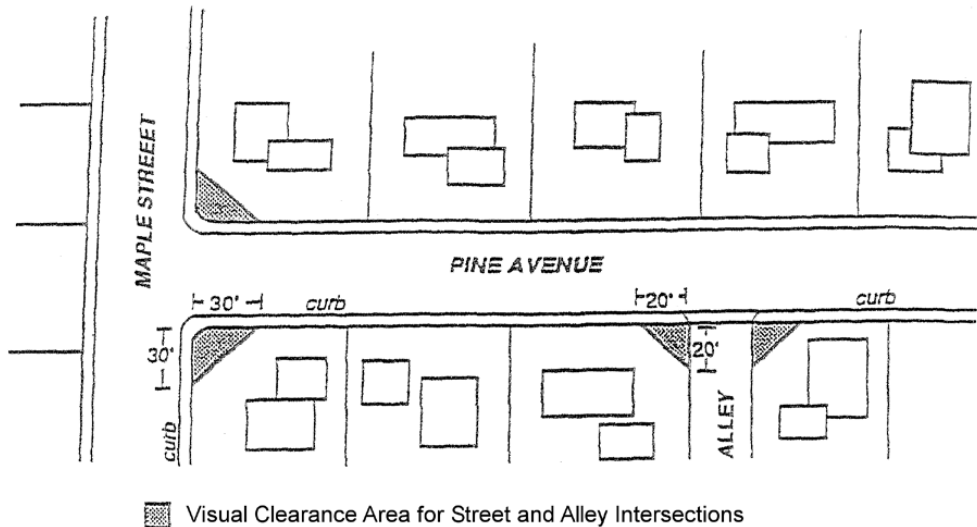 MAPLE STREEET
PINE AVENUE
30'
curb
20'
curb
30'
20'
curb
ALLEY
Visual Clearance Area for Street and Alley Intersections